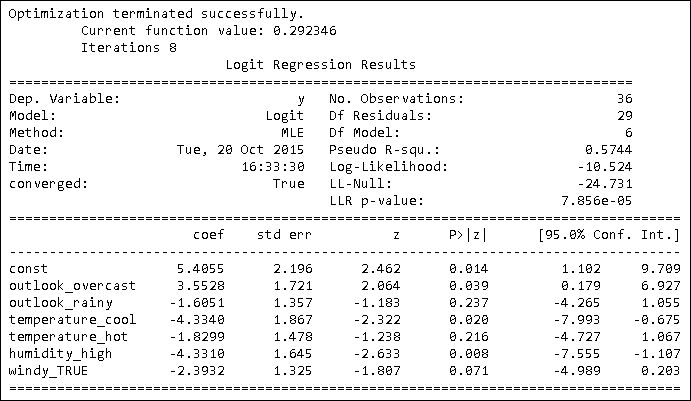 Optimization terminated successfully.
Current function value: 0.292346
Iterations 8
Logit Regression Results
==============================================================================
Dep. Variable: y No. Observations: 36
Model: Logit Df Residuals: 29
Method: MLE Df Model: 6
Date: Tue, 20 Oct 2015 Pseudo R-squ.: 0.5744
Time: 16:33:30 Log-Likelihood: -10.524
converged: True LL-Null: -24.731
LLR p-value: 7.856e-05
====================================================================================
coef std err z P>|z| [95.0% Conf. Int.]
------------------------------------------------------------------------------------
const 5.4055 2.196 2.462 0.014 1.102 9.709
outlook_overcast 3.5528 1.721 2.064 0.039 0.179 6.927
outlook_rainy -1.6051 1.357 -1.183 0.237 -4.265 1.055
temperature_cool -4.3340 1.867 -2.322 0.020 -7.993 -0.675
temperature_hot -1.8299 1.478 -1.238 0.216 -4.727 1.067
humidity_high -4.3310 1.645 -2.633 0.008 -7.555 -1.107
windy_TRUE -2.3932 1.325 -1.807 0.071 -4.989 0.203
====================================================================================